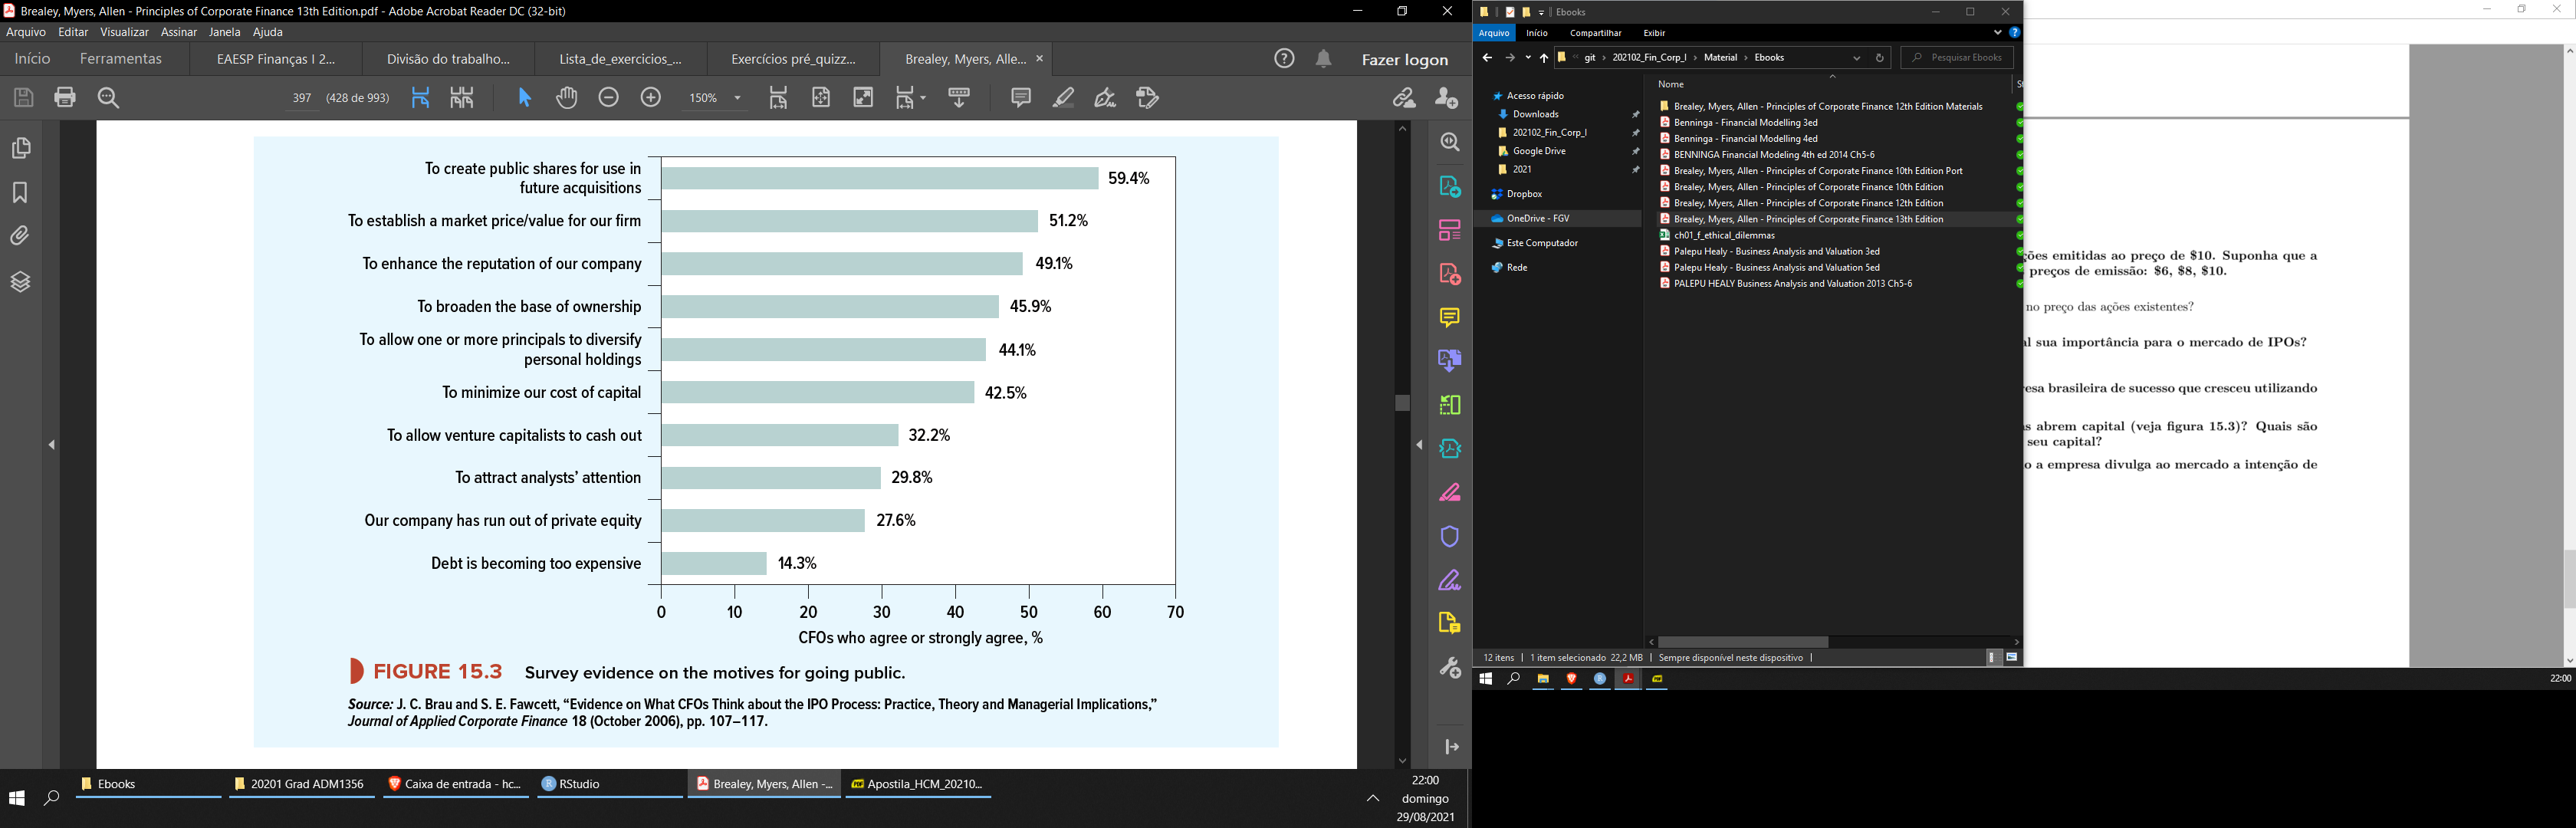 Brealey, Myers, Allen - Principles of Corporate Finance 13th Edition.pdf - Adobe Acrobat Reader DC (32-bit)
Arquivo Editar Visualizar Assinar Janela Ajuda
Início Ferramentas EAESP Finanças I 2... Divisão do trabalho... Lista_de_exercicios_... Exercícios pré_quizz... Brealey, Myers, Alle... × Fazer logon
397 (428 de 993) 150%
To create public shares for use in
future acquisitions
59.4%
To establish a market price/value for our firm 51.2%
To enhance the reputation of our company 49.1%
To broaden the base of ownership 45.9%
To allow one or more principals to diversify
personal holdings
44.1%
To minimize our cost of capital 42.5%
To allow venture capitalists to cash out 32.2%
To attract analysts’ attention 29.8%
Our company has run out of private equity 27.6%
Debt is becoming too expensive 14.3%
0 10 20 30 40 50 60 70
CFOs who agree or strongly agree, %
FIGURE 15.3 Survey evidence on the motives for going public.
Source: J. C. Brau and S. E. Fawcett, “Evidence on What CFOs Think about the IPO Process: Practice, Theory and Managerial Implications,”
Journal of Applied Corporate Finance 18 (October 2006), pp. 107–117.
Ebooks 20201 Grad ADM1356 Caixa de entrada - hc... RStudio Brealey, Myers, Allen -... Apostila_HCM_20210...
22:00
domingo
29/08/2021
Ebooks
Arquivo Início Compartilhar Exibir
« git › 202102_Fin_Corp_I › Material › Ebooks
Pesquisar Ebooks
Acesso rápido
Downloads
202102_Fin_Corp_I
Google Drive
2021
Dropbox
OneDrive - FGV
Este Computador
Rede
Nome
Brealey, Myers, Allen - Principles of Corporate Finance 12th Edition Materials
Benninga - Financial Modelling 3ed
Benninga - Financial Modelling 4ed
BENNINGA Financial Modeling 4th ed 2014 Ch5-6
Brealey, Myers, Allen - Principles of Corporate Finance 10th Edition Port
Brealey, Myers, Allen - Principles of Corporate Finance 10th Edition
Brealey, Myers, Allen - Principles of Corporate Finance 12th Edition
Brealey, Myers, Allen - Principles of Corporate Finance 13th Edition
ch01_f_ethical_dilemmas
Palepu Healy - Business Analysis and Valuation 3ed
Palepu Healy - Business Analysis and Valuation 5ed
PALEPU HEALY Business Analysis and Valuation 2013 Ch5-6
12 itens 1 item selecionado 22,2 MB Sempre disponível neste dispositivo
ções emitidas ao preço de $10. Suponha que a
preços de emissão: $6, $8, $10.
no preço das ações existentes?
al sua importância para o mercado de IPOs?
esa brasileira de sucesso que cresceu utilizando
as abrem capital (veja figura 15.3)? Quais são
seu capital?
o a empresa divulga ao mercado a intenção de
22:00